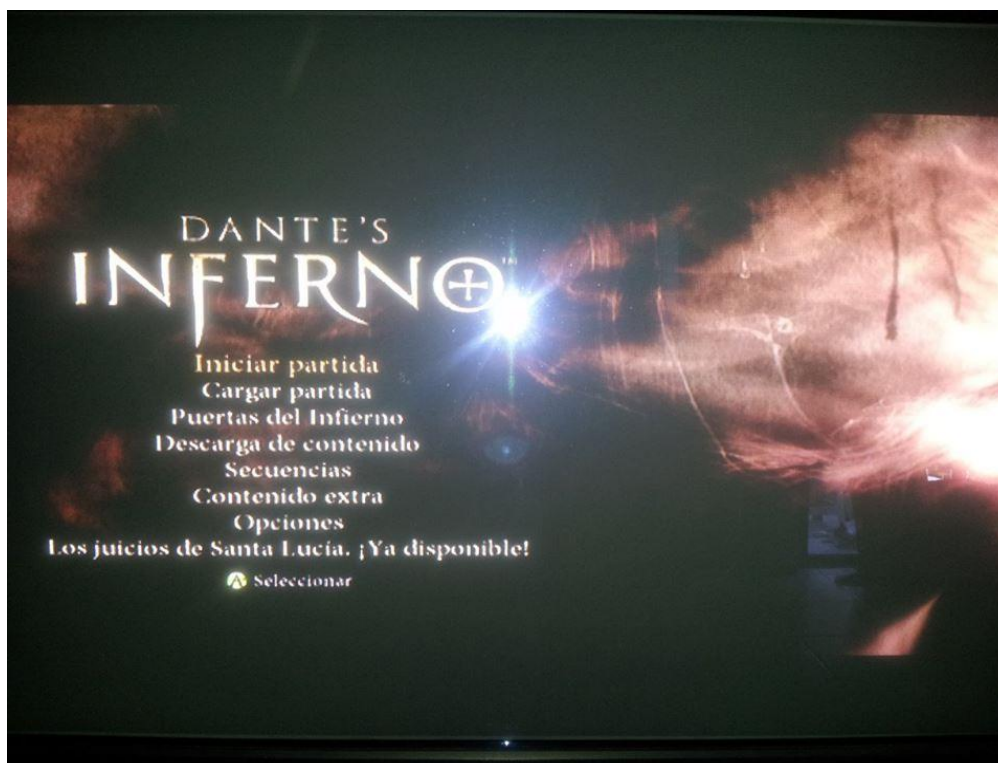 DANTE'S
INFERNO
Iniciar partida
Cargar partida
Puertas del Infierno
Descarga de contenido
Secuencias
Contenido extra
Opciones
Los juicios de Santa Lucía. ¡Ya disponible!
A Seleccionar